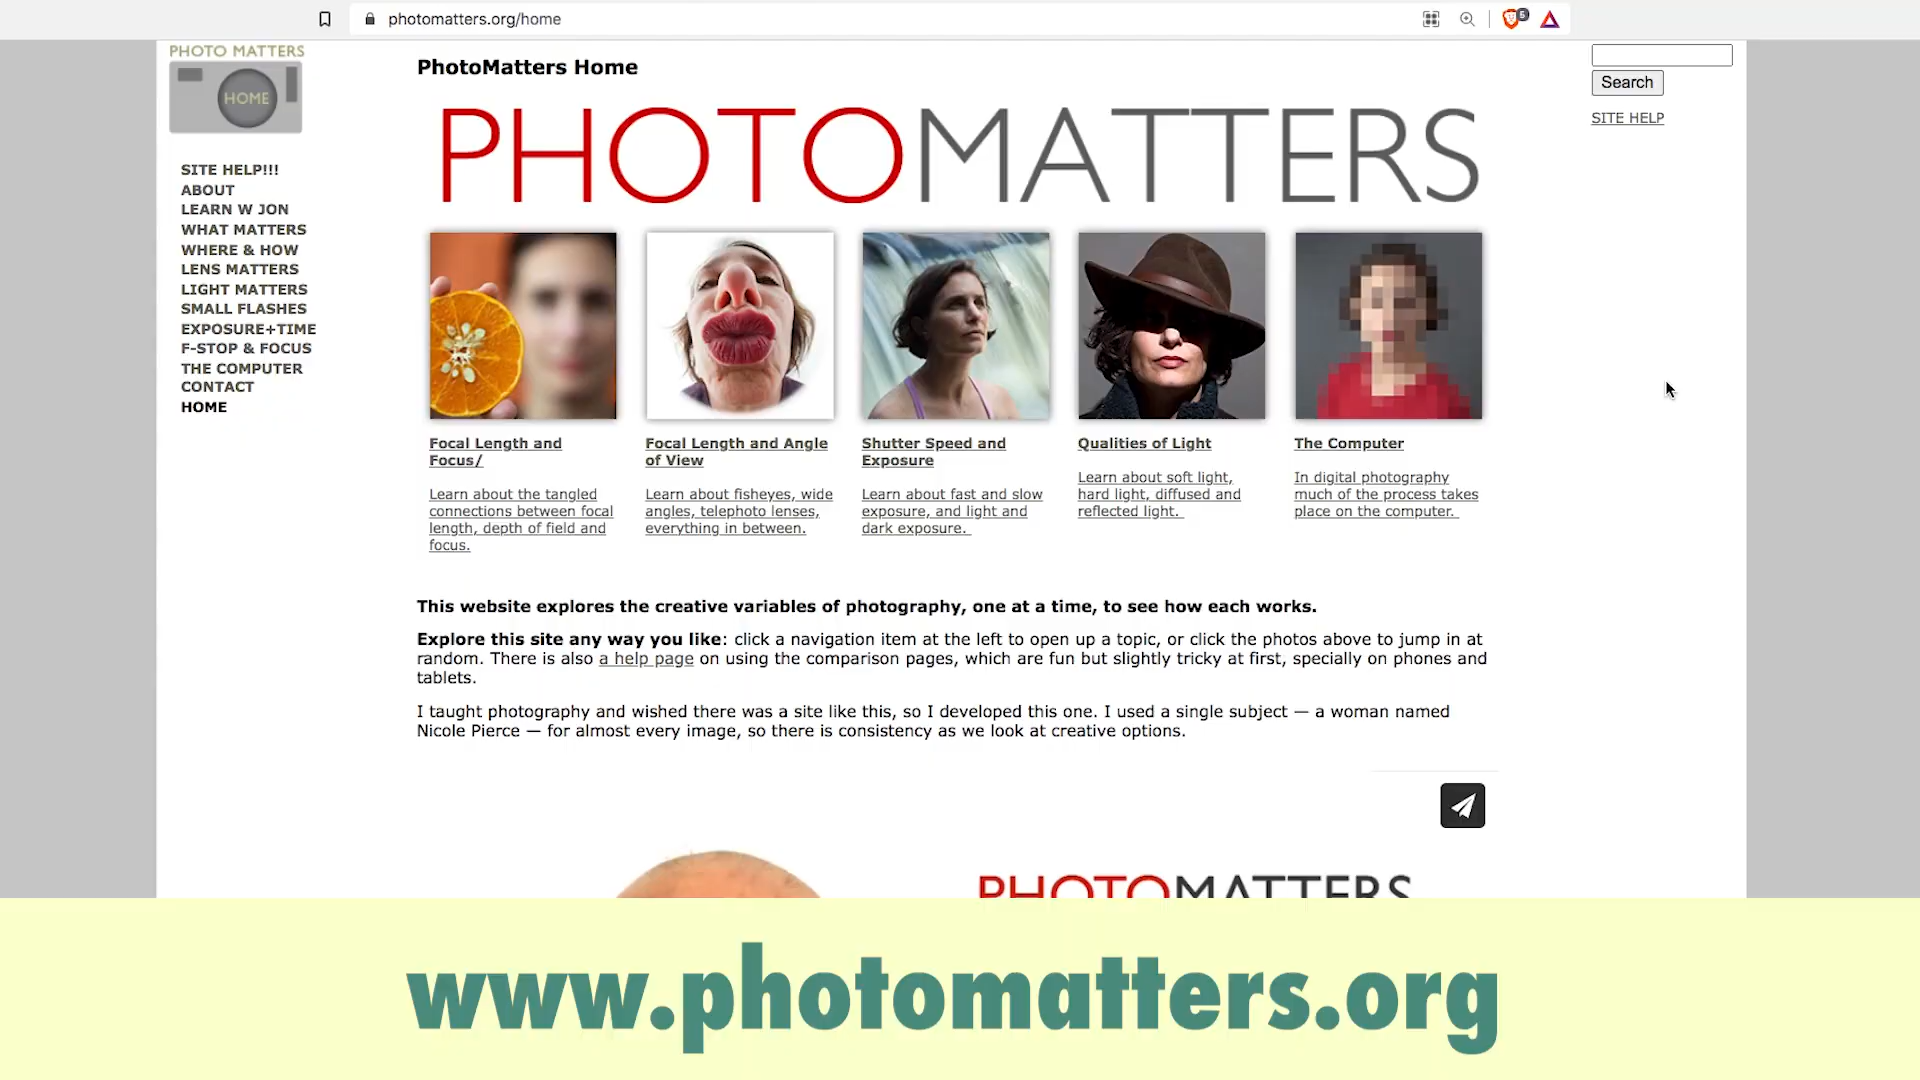 photomatters.org/home
6
PHOTO MATTERS
HOME
SITE HELP!!!
ABOUT
LEARN W JON
WHAT MATTERS
WHERE & HOW
LENS MATTERS
LIGHT MATTERS
SMALL FLASHES
EXPOSURE+TIME
F-STOP & FOCUS
THE COMPUTER
CONTACT
HOME
PhotoMatters Home
PHOTOMATTERS
Focal Length and
Focus/
Learn about the tangled
connections between focal
length, depth of field and
focus.
Focal Length and Angle
of View
Learn about fisheyes, wide
angles, telephoto lenses,
everything in between.
Shutter Speed and
Exposure
Learn about fast and slow
exposure, and light and
dark exposure.
Qualities of Light
Learn about soft light,
hard light, diffused and
reflected light.
The Computer
In digital photography
much of the process takes
place on the computer.
This website explores the creative variables of photography, one at a time, to see how each works.
Explore this site any way you like: click a navigation item at the left to open up a topic, or click the photos above to jump in at
random. There is also a help page on using the comparison pages, which are fun but slightly tricky at first, specially on phones and
tablets.
I taught photography and wished there was a site like this, so I developed this one. I used a single subject — a woman named
Nicole Pierce — for almost every image, so there is consistency as we look at creative options.
PHOTOMATTERS
Search
SITE HELP
www.photomatters.org